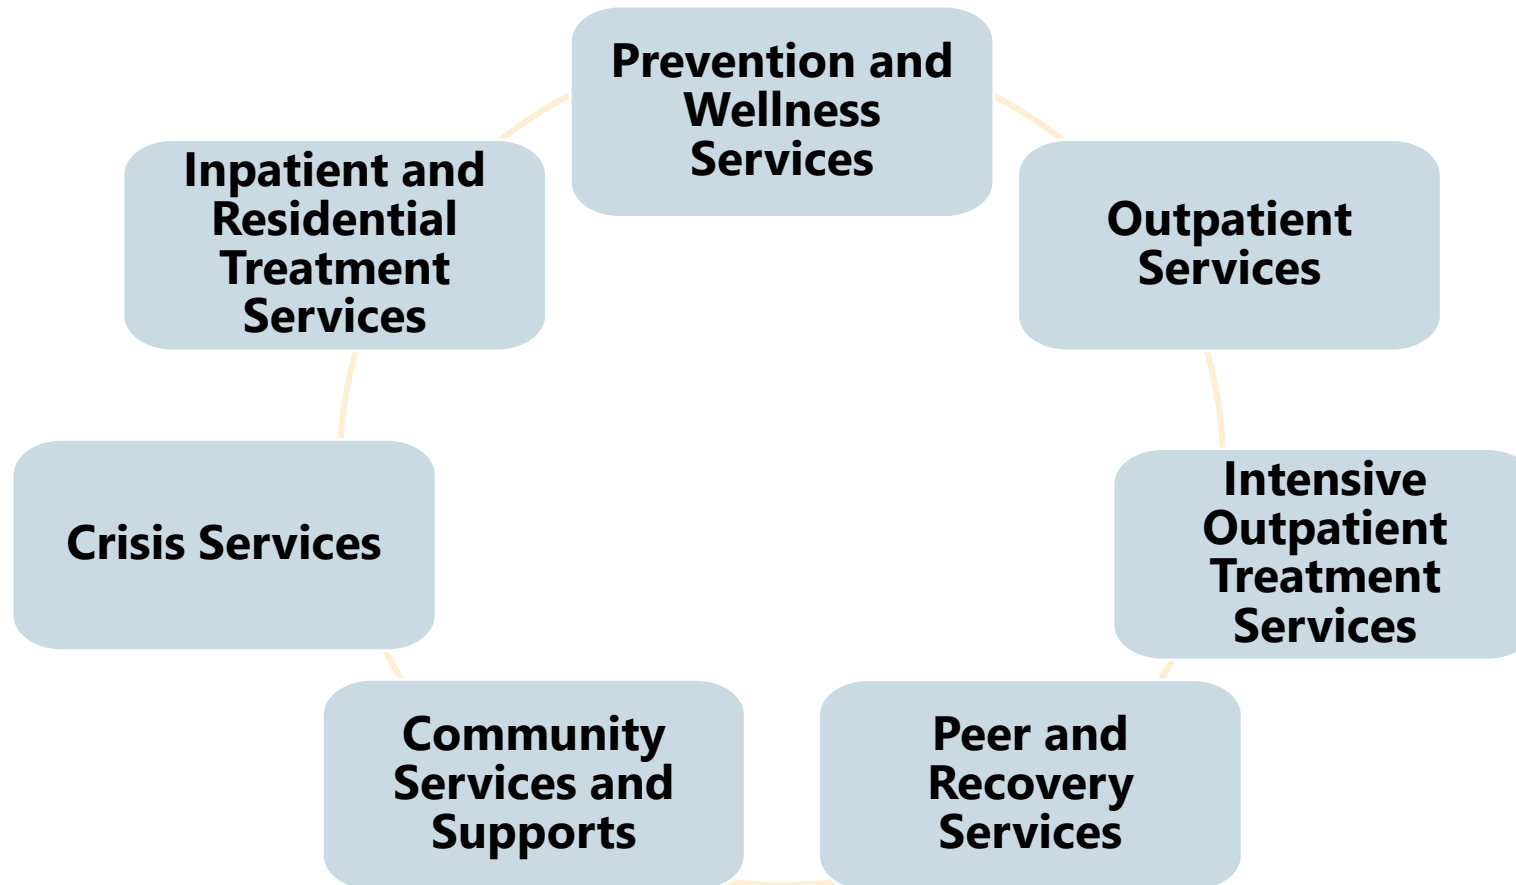 Prevention and
Wellness
Services
Outpatient
Services
Intensive
Outpatient
Treatment
Services
Peer and
Recovery
Services
Community
Services and
Supports
Crisis Services
Inpatient and
Residential
Treatment
Services